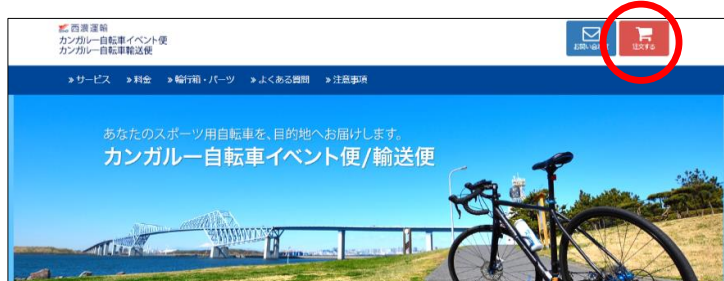 西濃運輸
カンガルー自転車イベント便
カンガルー自転車輸送便
お問い合わせ
注文する
»サービス »料金 »輪行箱・パーツ »よくある質問 »注意事項
あなたのスポーツ用自転車を、目的地へお届けします。
カンガルー自転車イベント便/輸送便